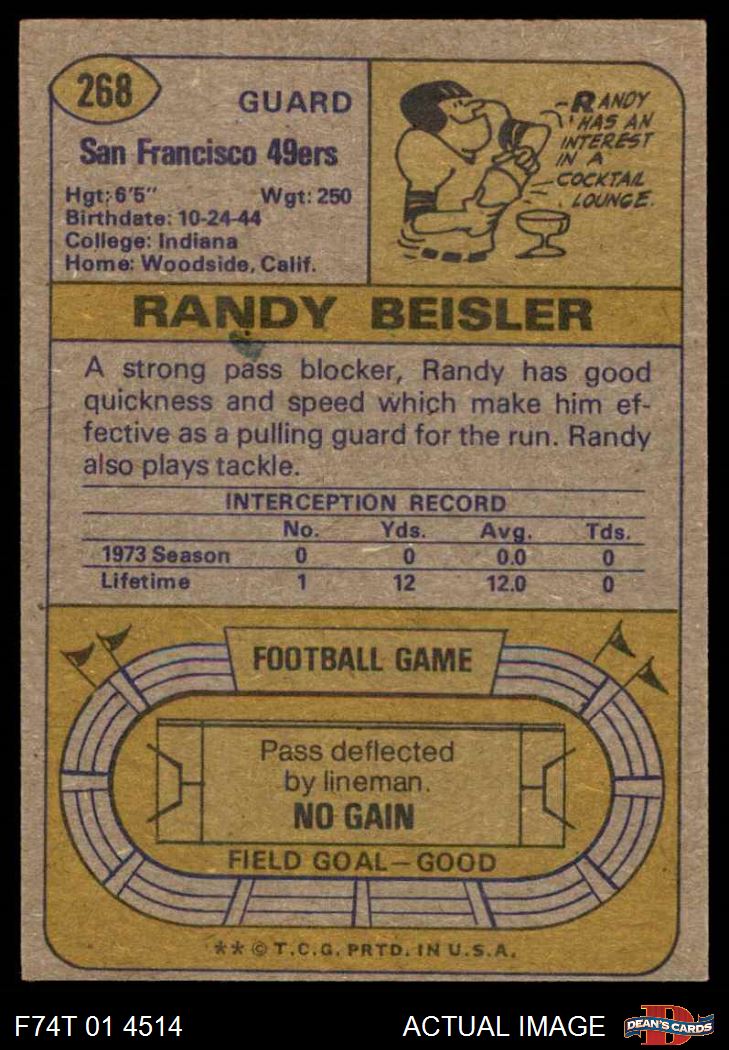 268
GUARD
San Francisco 49ers
Hgt: 6'5" Wgt: 250
Birthdate: 10-24-44
College: Indiana
Home: Woodside, Calif.
RANDY
HAS AN
INTEREST
IN A
COCKTAIL
LOUNGE.
RANDY BEISLER
A strong pass blocker, Randy has good
quickness and speed which make him ef-
fective as a pulling guard for the run. Randy
also plays tackle.
INTERCEPTION RECORD
No. Yds. Avg. Tds.
1973 Season 0 0 0.0 0
Lifetime 1 12 12.0 0
FOOTBALL GAME
Pass deflected
by lineman.
NO GAIN
FIELD GOAL—GOOD
** © T.C.G. PRTD. IN U.S.A.
F74T 01 4514 ACTUAL IMAGE D DEAN'S CARDS